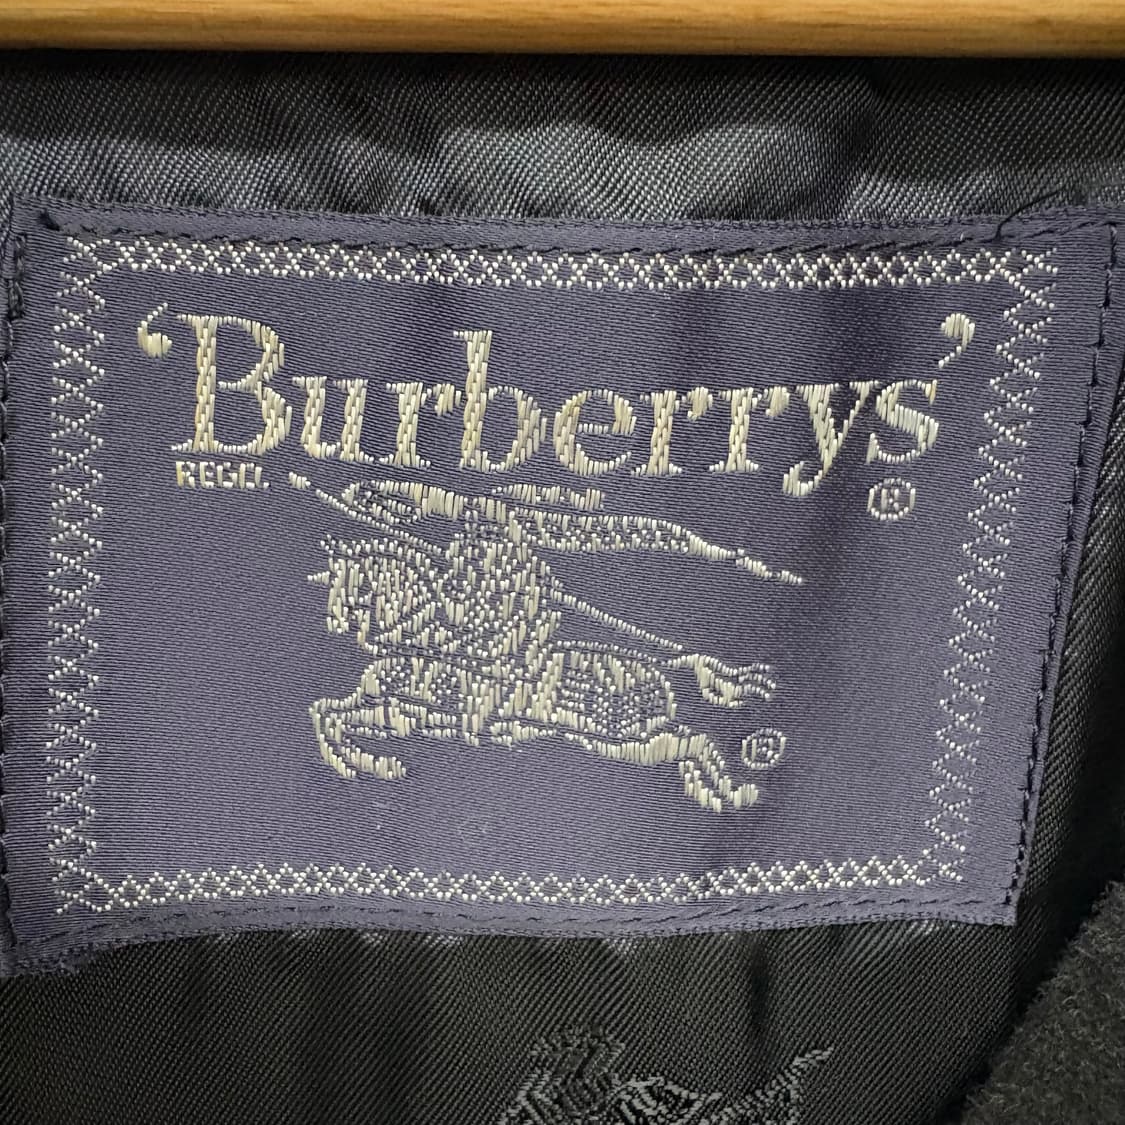 ‘Burberrys’
REGD. ®
®